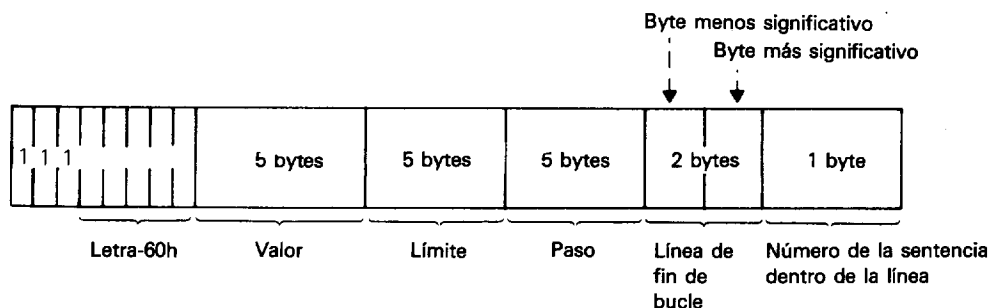 Byte menos significativo
Byte más significativo
1 1 1
5 bytes
5 bytes
5 bytes
2 bytes
1 byte
Letra-60h
Valor
Límite
Paso
Línea de
fin de
bucle
Número de la sentencia
dentro de la línea